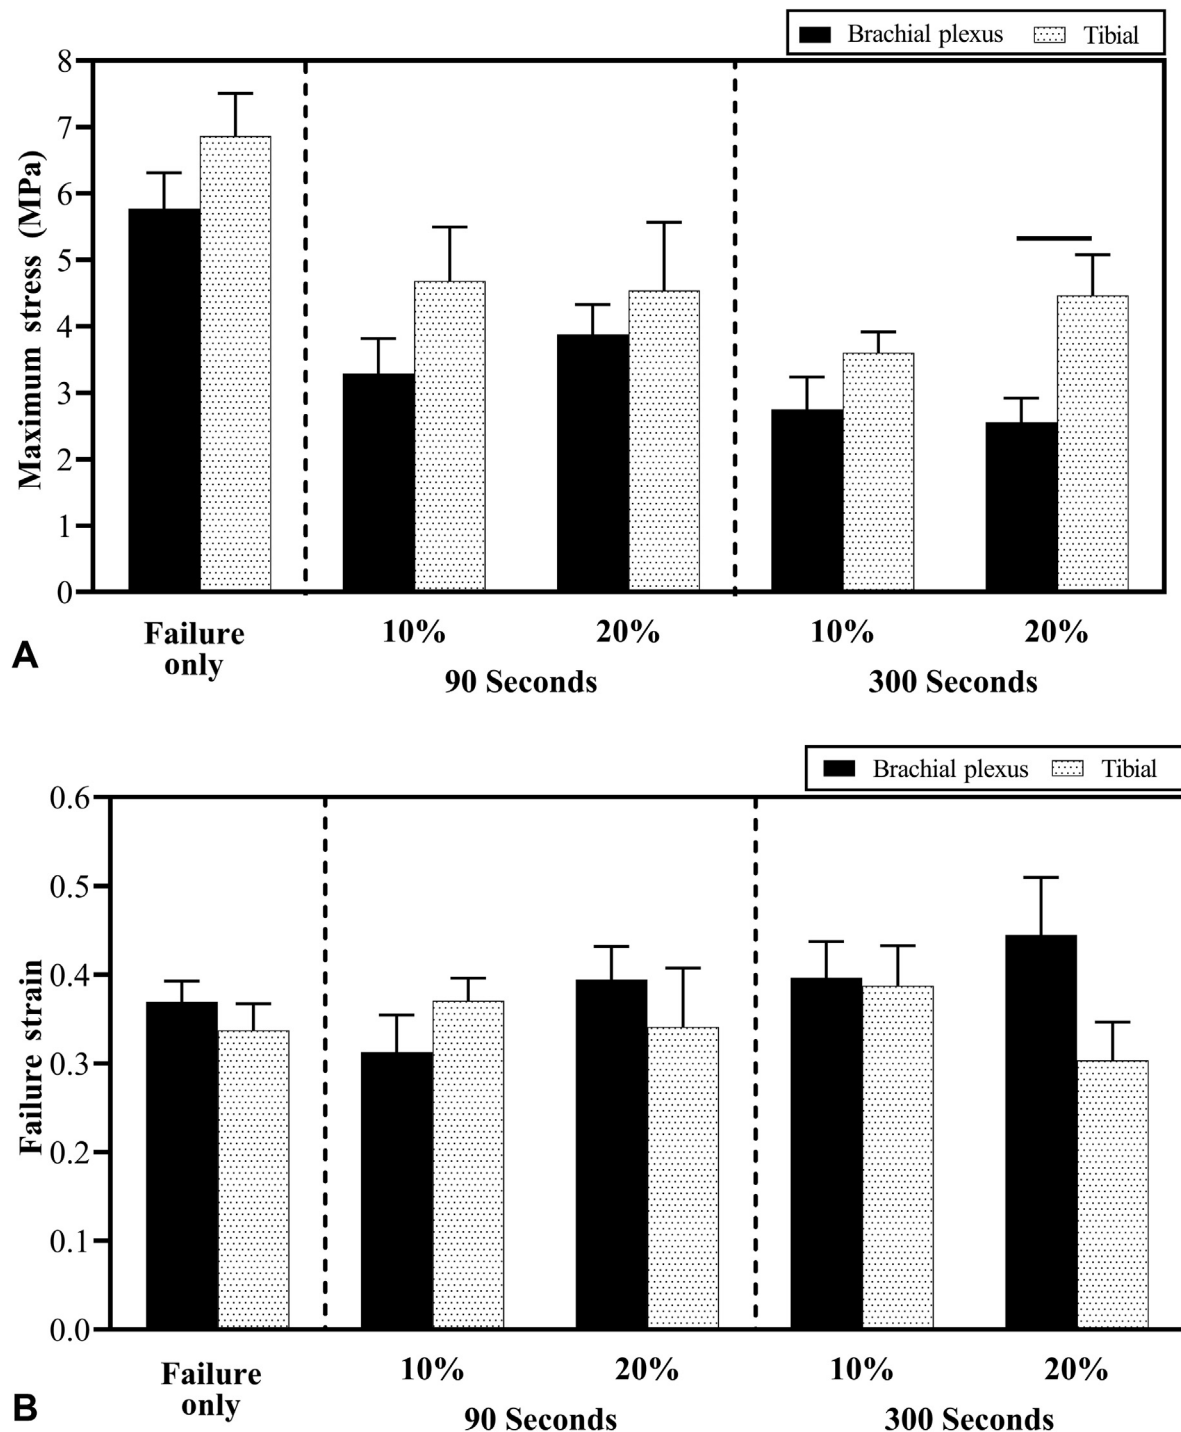 Brachial plexus Tibial
8
7
6
5
4
3
2
1
0
Maximum stress (MPa)
Failure
only
10% 20% 10% 20%
90 Seconds 300 Seconds
A
Brachial plexus Tibial
0.6
0.5
0.4
0.3
0.2
0.1
0.0
Failure strain
Failure
only
10% 20% 10% 20%
90 Seconds 300 Seconds
B